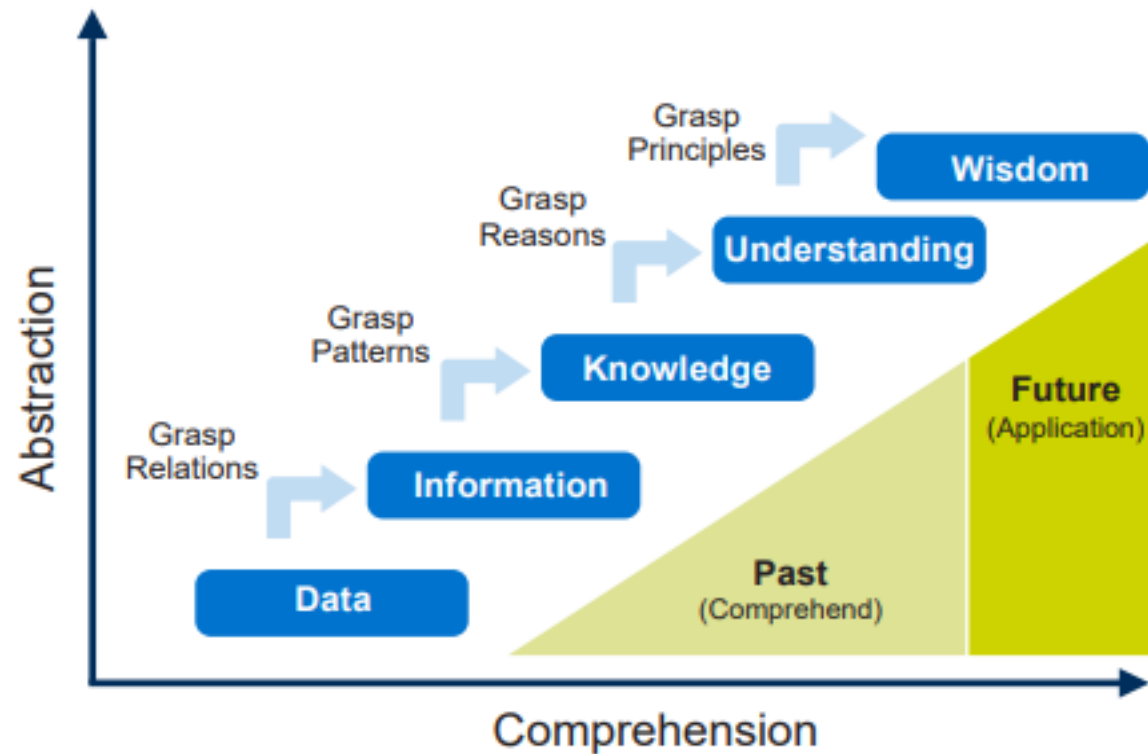 Grasp
Principles
Wisdom
Grasp
Reasons
Understanding
Grasp
Patterns
Knowledge
Future
(Application)
Grasp
Relations
Information
Past
(Comprehend)
Data
Abstraction
Comprehension